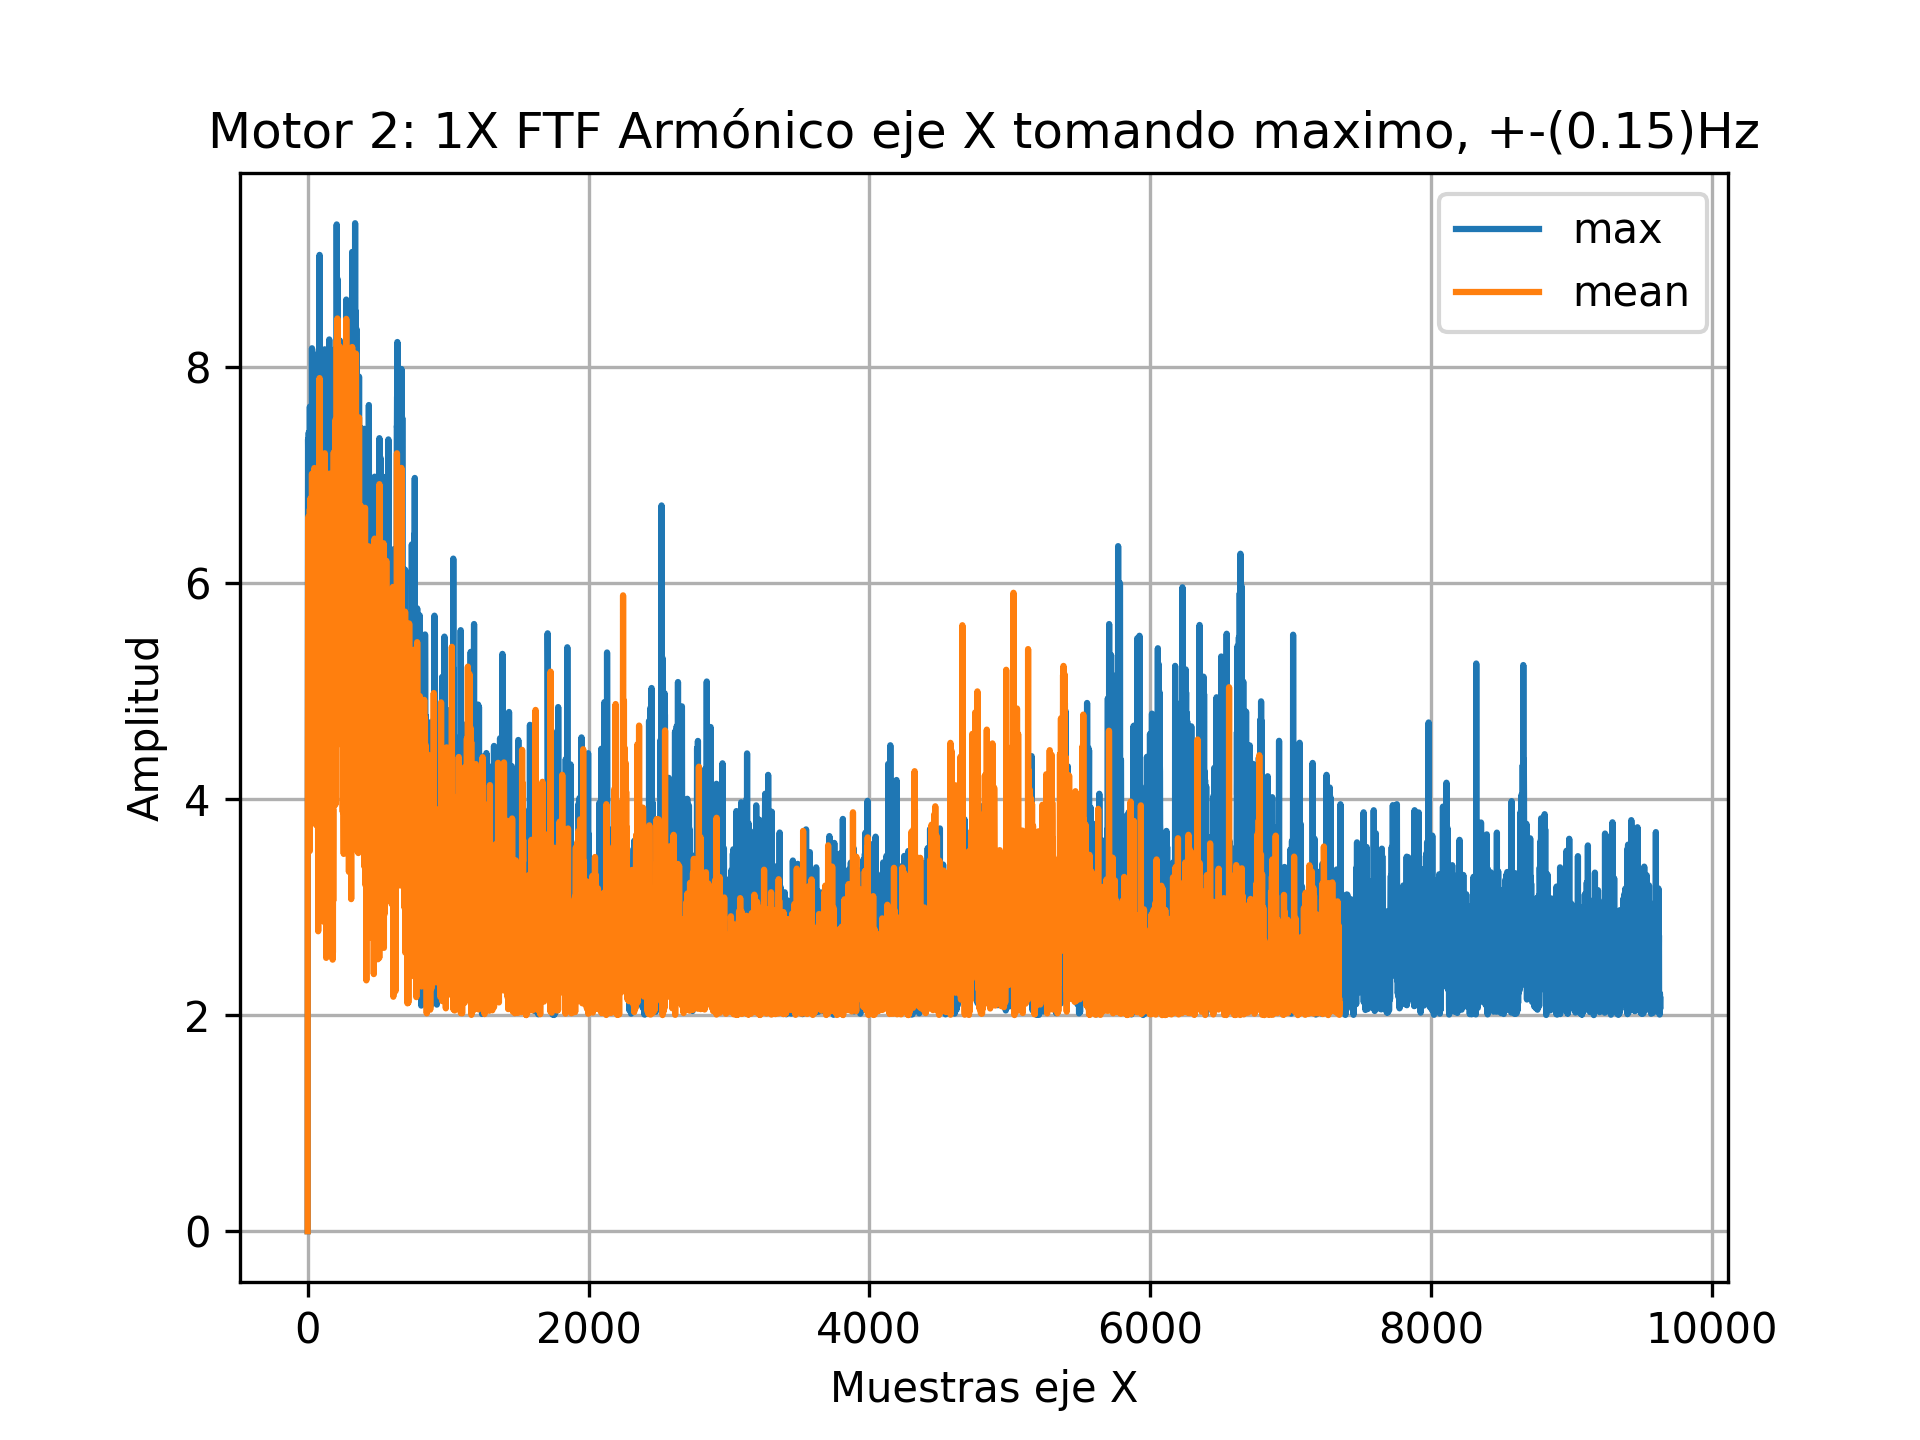 Motor 2: 1X FTF Armónico eje X tomando maximo, +-(0.15)Hz
max
mean
Amplitud
8
6
4
2
0
0 2000 4000 6000 8000 10000
Muestras eje X